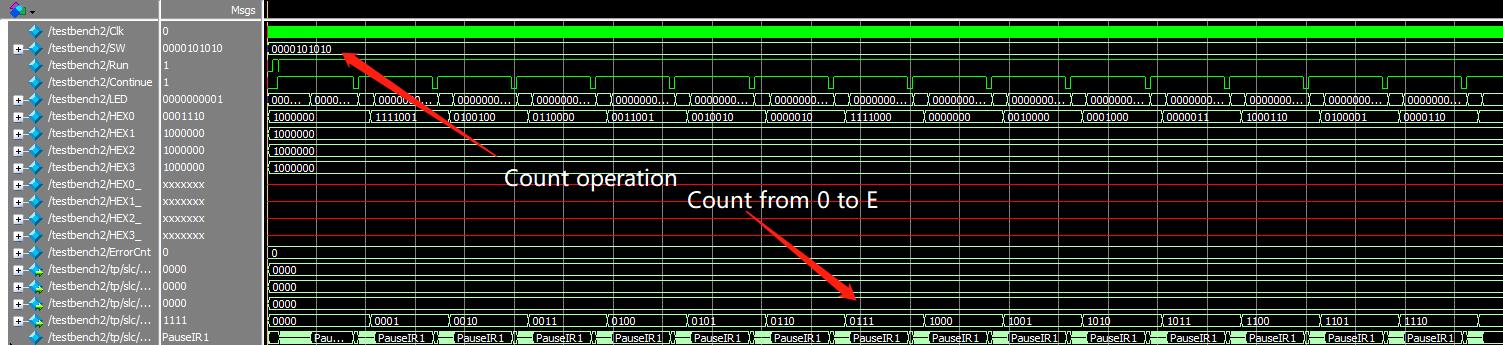 Msgs
/testbench2/Clk 0
/testbench2/SW 0000101010 0000101010
/testbench2/Run 1
/testbench2/Continue 1
/testbench2/LED 0000000001 000... 0000... 0000000... 0000000... 0000000... 0000000... 0000000... 0000000... 0000000... 0000000... 0000000... 0000000... 0000000... 0000000... 0000000... 0000000...
/testbench2/HEX0 0001110 1000000 1111001 0100100 0110000 0011001 0010010 0000010 1111000 0000000 0010000 0001000 0000011 1000110 0100001 0000110
/testbench2/HEX1 1000000 1000000
/testbench2/HEX2 1000000 1000000
/testbench2/HEX3 1000000 1000000
/testbench2/HEX0_ xxxxxxx
Count operation
/testbench2/HEX1_ xxxxxxx
Count from 0 to E
/testbench2/HEX2_ xxxxxxx
/testbench2/HEX3_ xxxxxxx
/testbench2/ErrorCnt 0 0
/testbench2/tp/slc/... 0000 0000
/testbench2/tp/slc/... 0000 0000
/testbench2/tp/slc/... 0000 0000
/testbench2/tp/slc/... 1111 0000 0001 0010 0011 0100 0101 0110 0111 1000 1001 1010 1011 1100 1101 1110
/testbench2/tp/slc/... PauseIR1 Pau... PauseIR1 PauseIR1 PauseIR1 PauseIR1 PauseIR1 PauseIR1 PauseIR1 PauseIR1 PauseIR1 PauseIR1 PauseIR1 PauseIR1 PauseIR1 PauseIR1